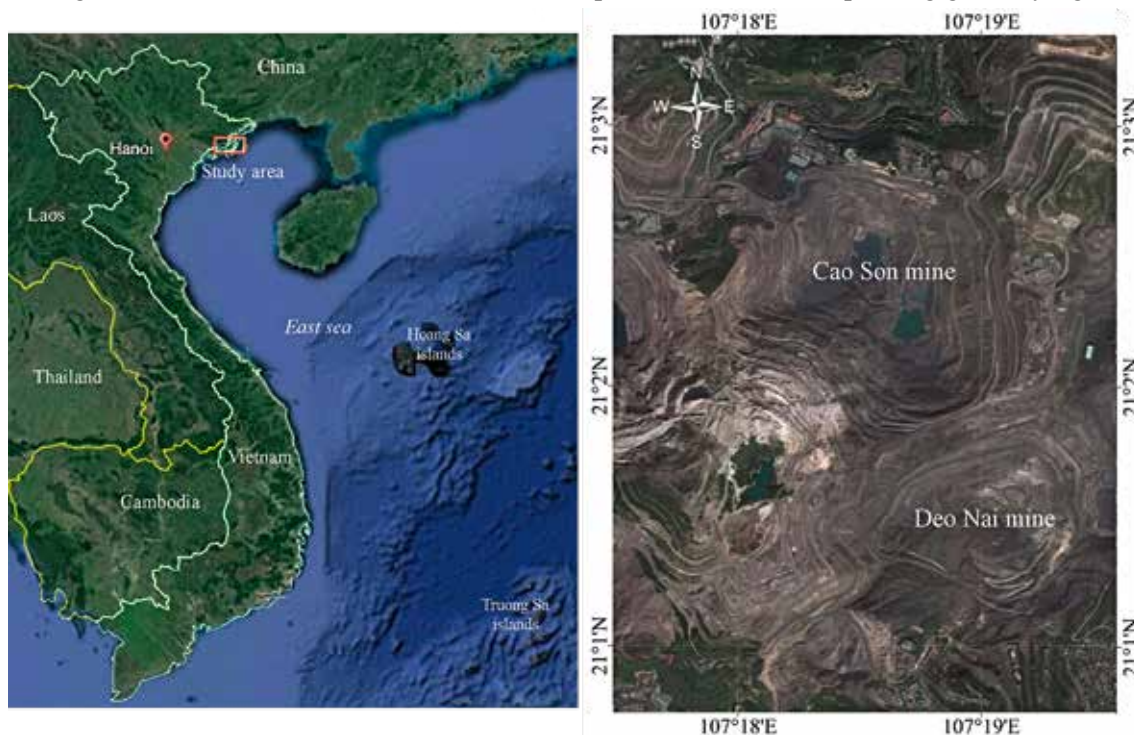 China
Hanoi
Study area
Laos
East sea
Hoang Sa
islands
Thailand
Vietnam
Cambodia
Truong Sa
islands
107°18'E
107°19'E
N
W
E
S
21°3'N
21°3'N
Cao Son mine
21°2'N
21°2'N
Deo Nai mine
21°1'N
21°1'N
107°18'E
107°19'E